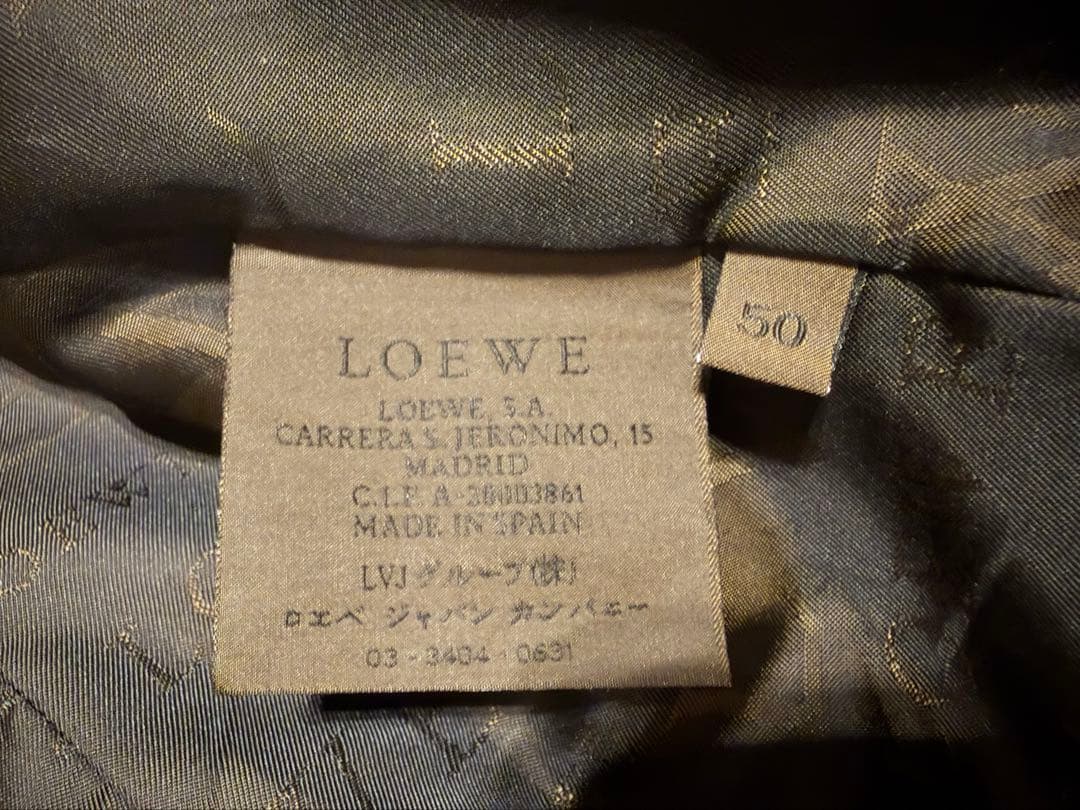 LOEWE
50
LOEWE, S.A.
CARRERA S. JERONIMO, 15
MADRID
C.I.F. A-28003861
MADE IN SPAIN
LVJグループ(株)
ロエベ ジャパン カンパニー
03-3404-0631